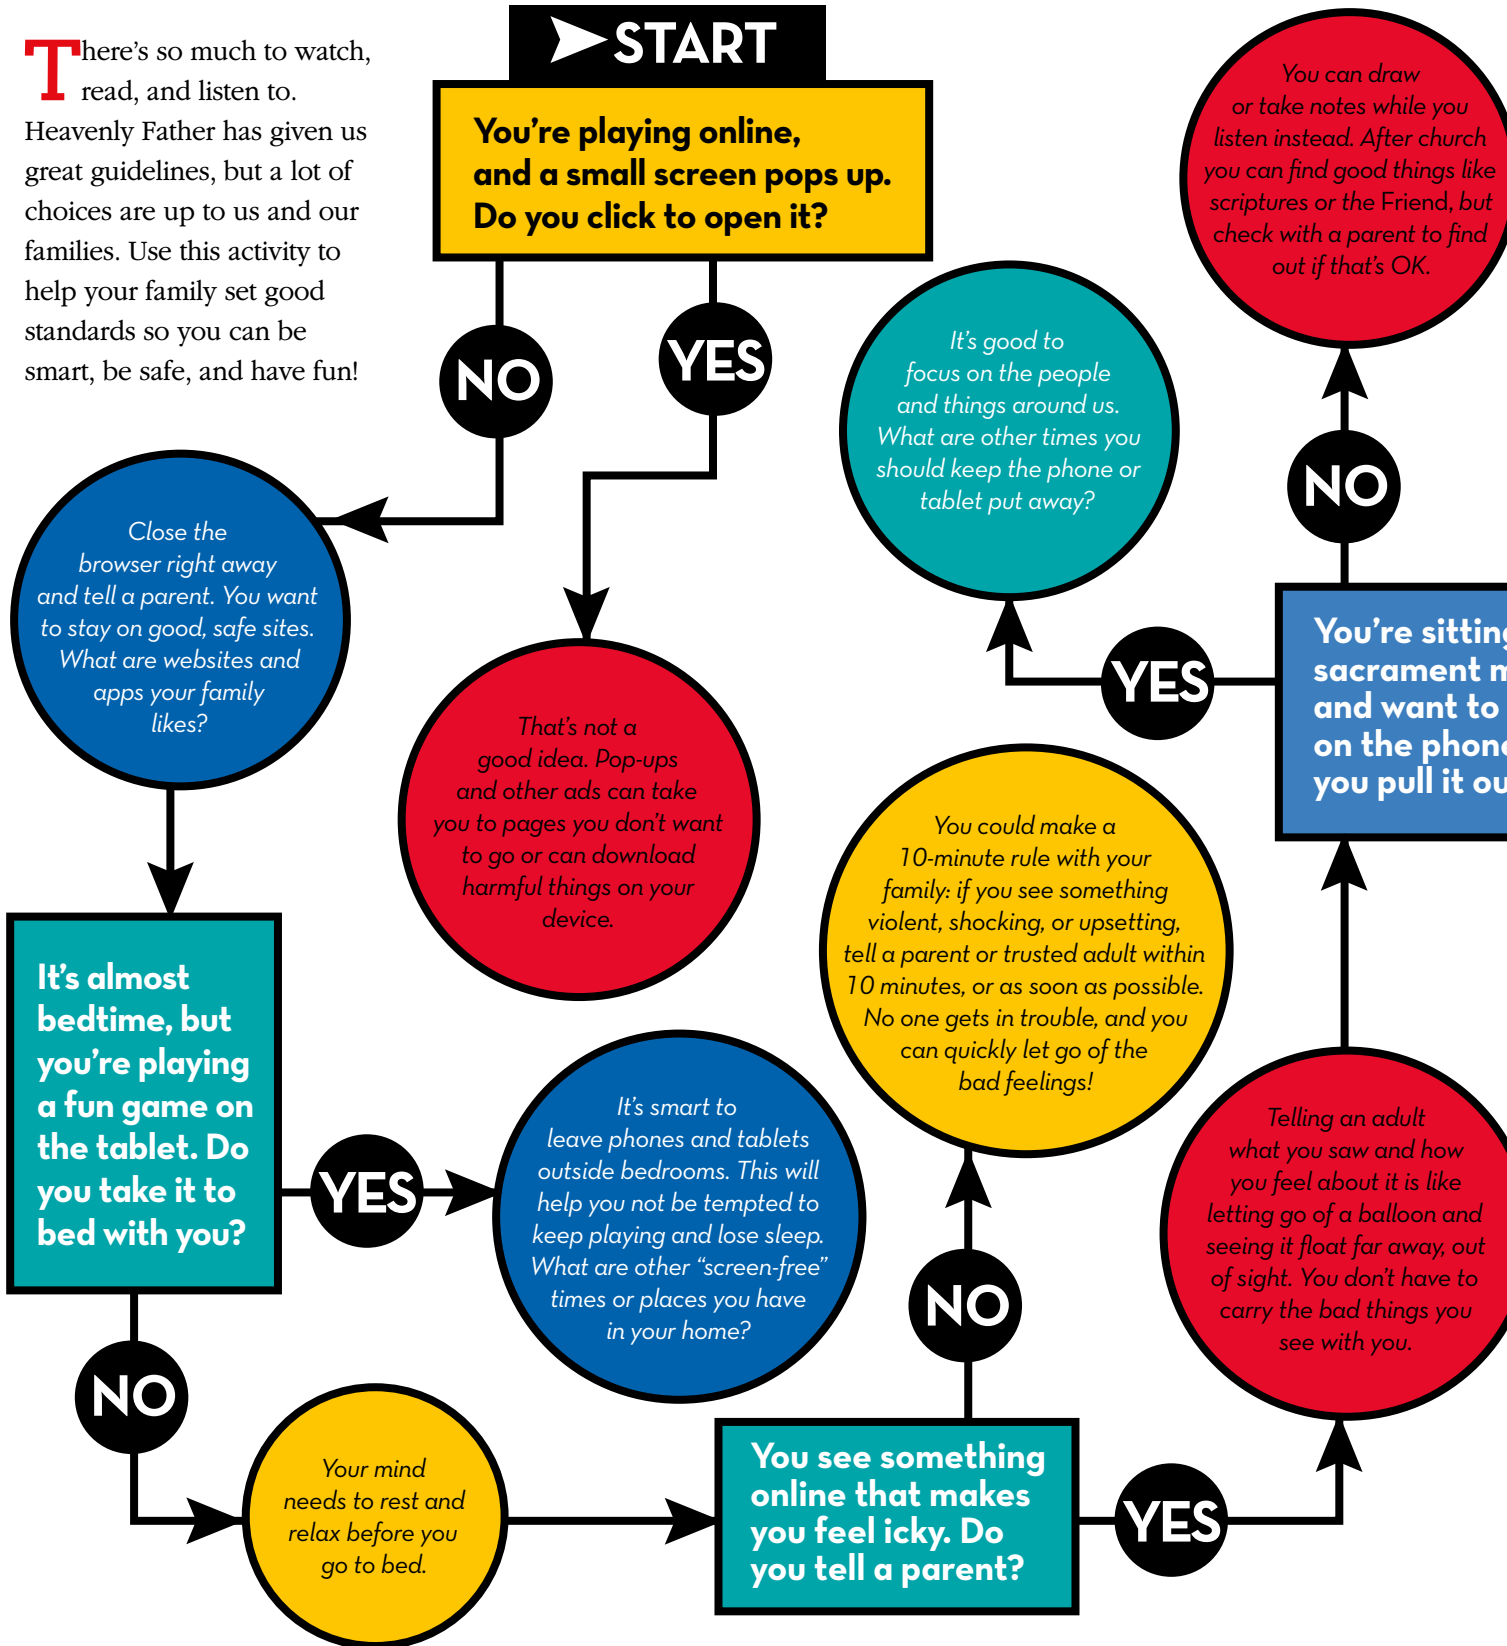 There's so much to watch,
read, and listen to.
Heavenly Father has given us
great guidelines, but a lot of
choices are up to us and our
families. Use this activity to
help your family set good
standards so you can be
smart, be safe, and have fun!
START
You're playing online,
and a small screen pops up.
Do you click to open it?
NO
YES
Close the
browser right away
and tell a parent. You want
to stay on good, safe sites.
What are websites and
apps your family
likes?
That's not a
good idea. Pop-ups
and other ads can take
you to pages you don't want
to go or can download
harmful things on your
device.
It's almost
bedtime, but
you're playing
a fun game on
the tablet. Do
you take it to
bed with you?
YES
It's smart to
leave phones and tablets
outside bedrooms. This will
help you not be tempted to
keep playing and lose sleep.
What are other “screen-free”
times or places you have
in your home?
NO
Your mind
needs to rest and
relax before you
go to bed.
You see something
online that makes
you feel icky. Do
you tell a parent?
NO
You could make a
10-minute rule with your
family: if you see something
violent, shocking, or upsetting,
tell a parent or trusted adult within
10 minutes, or as soon as possible.
No one gets in trouble, and you
can quickly let go of the
bad feelings!
YES
Telling an adult
what you saw and how
you feel about it is like
letting go of a balloon and
seeing it float far away, out
of sight. You don't have to
carry the bad things you
see with you.
You're sitting
sacrament
and want to
on the phone
you pull it
YES
It's good to
focus on the people
and things around us.
What are other times you
should keep the phone or
tablet put away?
NO
You can draw
or take notes while you
listen instead. After church
you can find good things like
scriptures or the Friend, but
check with a parent to find
out if that's OK.